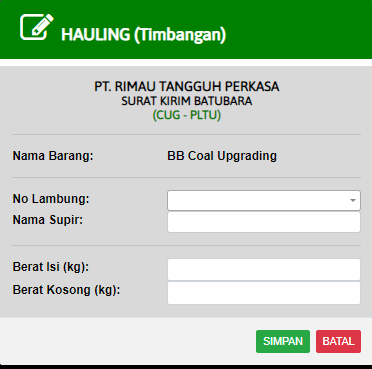 HAULING (Timbangan)
PT. RIMAU TANGGUH PERKASA
SURAT KIRIM BATUBARA
(CUG - PLTU)
Nama Barang: BB Coal Upgrading
No Lambung:
Nama Supir:
Berat Isi (kg):
Berat Kosong (kg):
SIMPAN BATAL